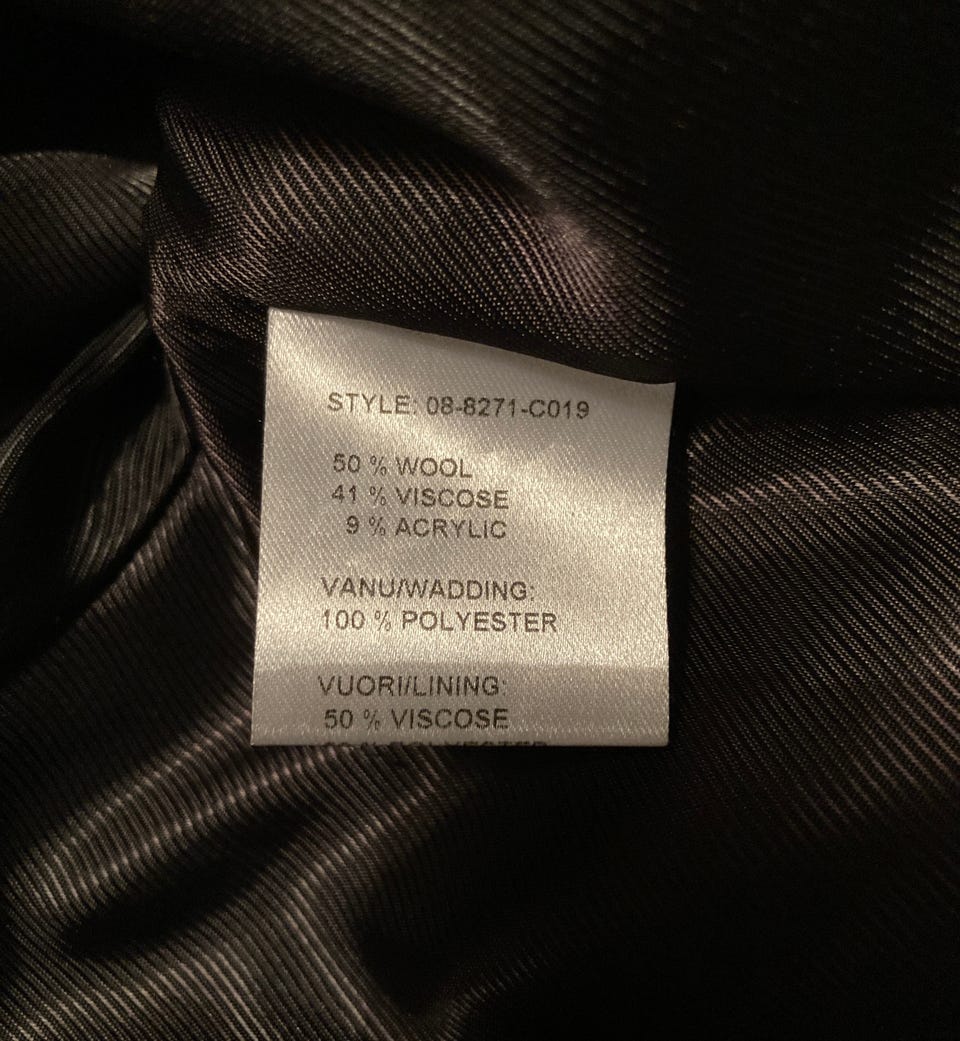 STYLE: 08-8271-C019
50 % WOOL
41 % VISCOSE
9 % ACRYLIC
VANU/WADDING:
100 % POLYESTER
VUORI/LINING:
50 % VISCOSE